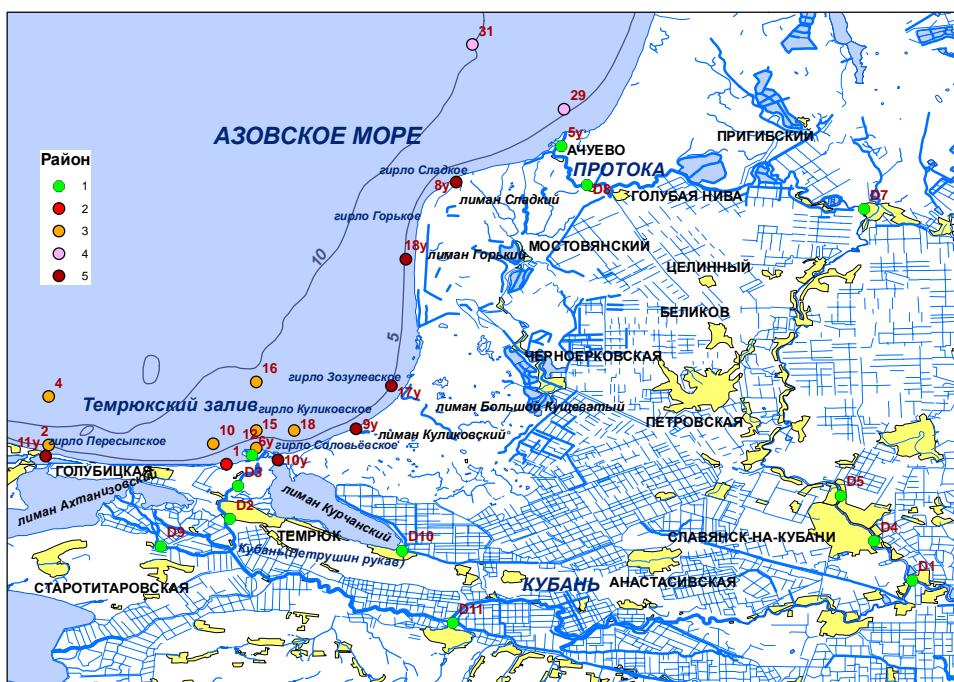 31
29
АЗОВСКОЕ МОРЕ
5у
АЧУЕВО
ПРИГИБСКИЙ
Район
1
2
3
4
5
гирло Сладкое
ПРОТОКА
8у
D8
лиман Сладкий
ГОЛУБАЯ НИВА
D7
гирло Горькое
18у
лиман Горький
МОСТОВЯНСКИЙ
10
ЦЕЛИННЫЙ
БЕЛИКОВ
5
ЧЕРНОЕРКОВСКАЯ
16
гирло Зозулевское
4
17у
Темрюкский залив
гирло Куликовское
лиман Большой Кущеватый
ПЕТРОВСКАЯ
2
10
15
18
9у
лиман Куликовский
11у
гирло Пересыпское
12
6у
гирло Соловьёвское
ГОЛУБИЦКАЯ
1
10у
D3
лиман Ахтанизовский
лиман Курчанский
D5
D2
ТЕМРЮК
D9
Кубань(Петрушин рукав)
D10
СЛАВЯНСК-НА-КУБАНИ
D4
СТАРОТИТАРОВСКАЯ
КУБАНЬ
АНАСТАСИВСКАЯ
D1
D11